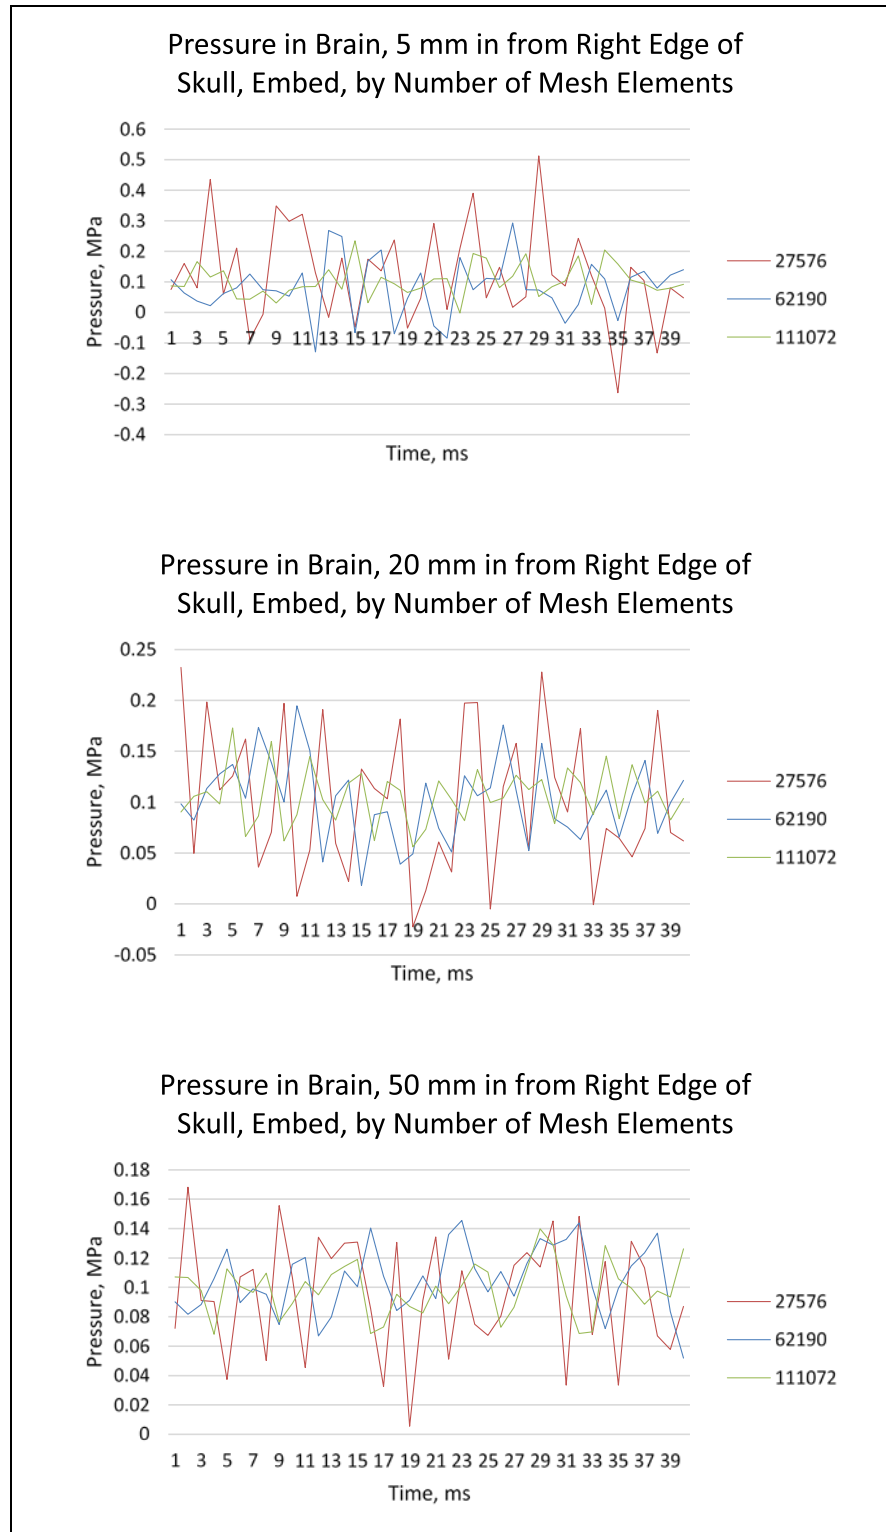 Pressure in Brain, 5 mm in from Right Edge of
Skull, Embed, by Number of Mesh Elements
0.6
0.5
0.4
0.3
0.2
0.1
0
-0.1
-0.2
-0.3
-0.4
Pressure, MPa
1 3 5 7 9 11 13 15 17 19 21 23 25 27 29 31 33 35 37 39
Time, ms
27576
62190
111072
Pressure in Brain, 20 mm in from Right Edge of
Skull, Embed, by Number of Mesh Elements
0.25
0.2
0.15
0.1
0.05
0
-0.05
Pressure, MPa
1 3 5 7 9 11 13 15 17 19 21 23 25 27 29 31 33 35 37 39
Time, ms
27576
62190
111072
Pressure in Brain, 50 mm in from Right Edge of
Skull, Embed, by Number of Mesh Elements
0.18
0.16
0.14
0.12
0.1
0.08
0.06
0.04
0.02
0
Pressure, MPa
1 3 5 7 9 11 13 15 17 19 21 23 25 27 29 31 33 35 37 39
Time, ms
27576
62190
111072